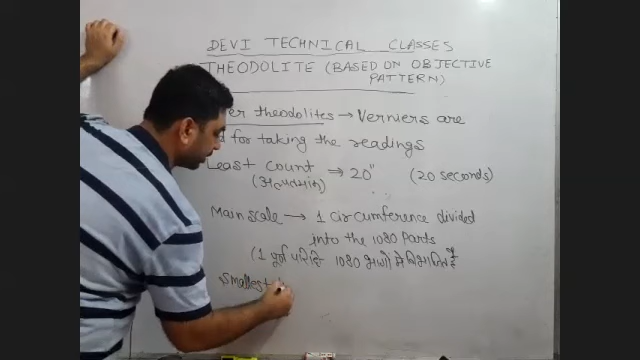 DEVI TECHNICAL CLASSES
THEODOLITE (BASED ON OBJECTIVE
PATTERN)
er theodolites → Verniers are
d for taking the readings
Least count ⇒ 20" (20 seconds)
(अल्पतमांक)
Main scale → 1 circumference divided
into the 1080 Parts
(1 पूर्ण परिधि 1080 भागों में विभाजित है
Smallest